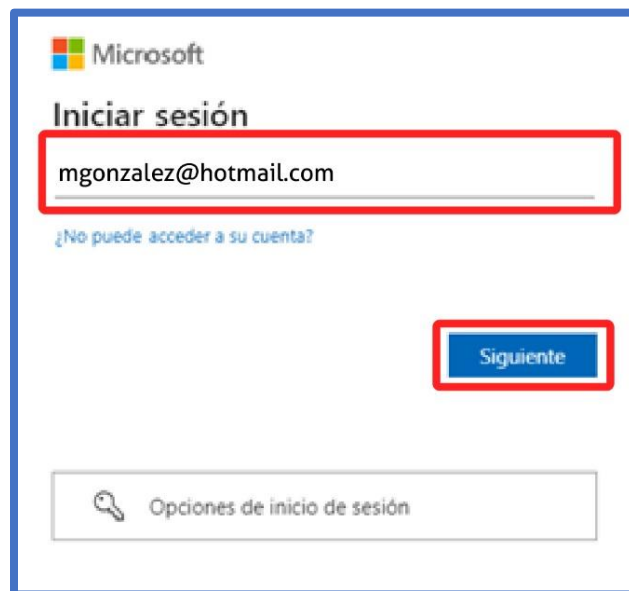 Microsoft
Iniciar sesión
mgonzalez@hotmail.com
¿No puede acceder a su cuenta?
Siguiente
Opciones de inicio de sesión